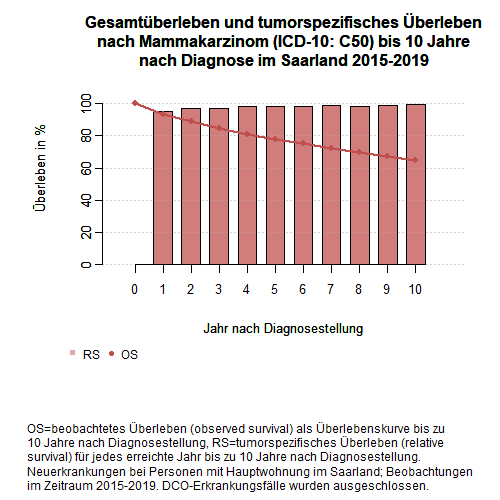 Gesamtüberleben und tumorspezifisches Überleben
nach Mammakarzinom (ICD-10: C50) bis 10 Jahre
nach Diagnose im Saarland 2015-2019
100
80
60
40
20
0
Überleben in %
0 1 2 3 4 5 6 7 8 9 10
Jahr nach Diagnosestellung
RS OS
OS=beobachtetes Überleben (observed survival) als Überlebenskurve bis zu
10 Jahre nach Diagnosestellung, RS=tumorspezifisches Überleben (relative
survival) für jedes erreichte Jahr bis zu 10 Jahre nach Diagnosestellung.
Neuerkrankungen bei Personen mit Hauptwohnung im Saarland; Beobachtungen
im Zeitraum 2015-2019. DCO-Erkrankungsfälle wurden ausgeschlossen.